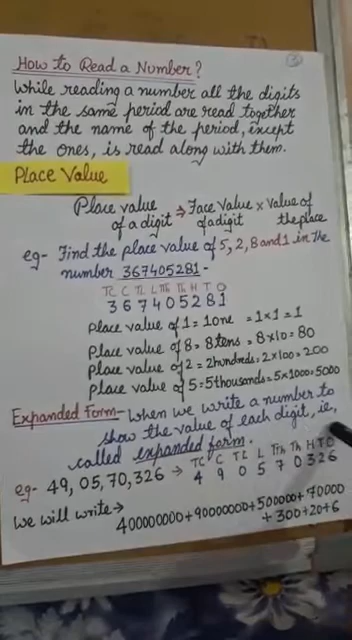 How to Read a Number?
While reading a number all the digits
in the same period are read together
and the name of the period, except
the ones, is read along with them.
Place Value
Place value of a digit ⇒ Face Value of a digit × Value of the place
eg- Find the place value of 5, 2, 8 and 1 in the
number 367405281-
TC C TL L TTh Th H T O
3 6 7 4 0 5 2 8 1
Place value of 1 = 1 one = 1×1 = 1
Place value of 8 = 8 tens = 8×10 = 80
Place value of 2 = 2 hundreds = 2×100 = 200
Place value of 5 = 5 thousands = 5×1000 = 5000
Expanded Form- When we write a number to
show the value of each digit, ie,
called expanded form.
TC C TL L TTh Th H T O
eg- 49, 05, 70, 326 → 4 9 0 5 7 0 3 2 6
We will write→
400000000+90000000+500000+70000
+300+20+6